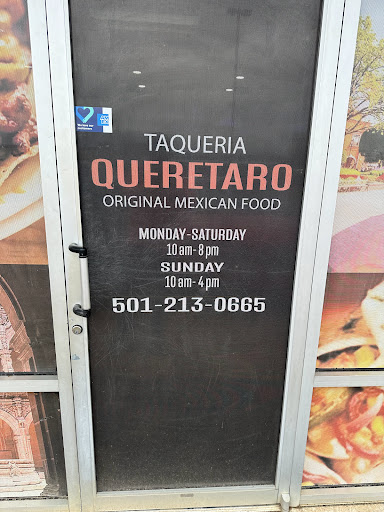 TAQUERIA
QUERETARO
ORIGINAL MEXICAN FOOD
MONDAY-SATURDAY
10 am- 8 pm
SUNDAY
10 am- 4 pm
501-213-0665